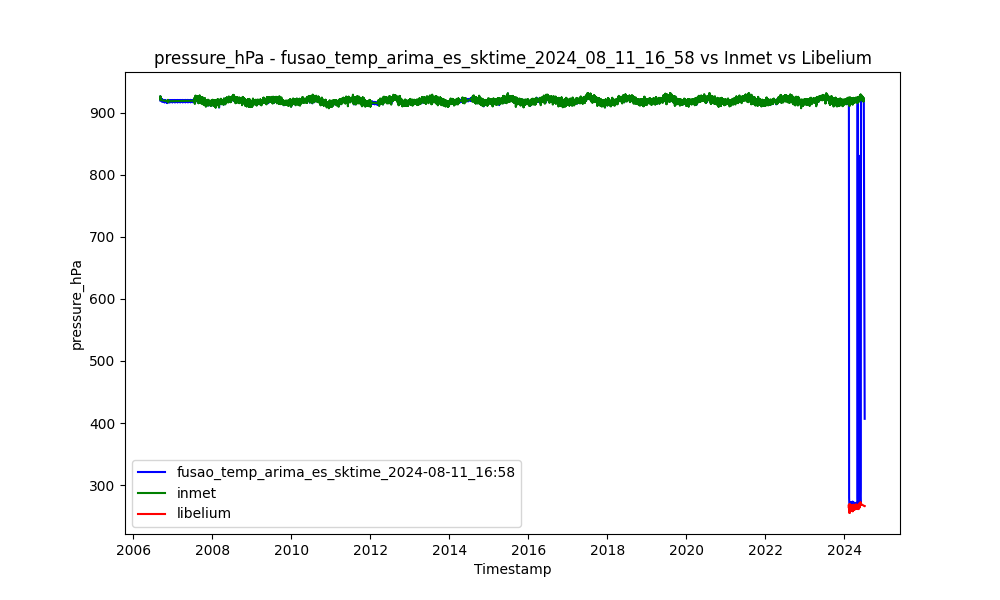 pressure_hPa - fusao_temp_arima_es_sktime_2024_08_11_16_58 vs Inmet vs Libelium
900
800
700
600
500
400
300
pressure_hPa
fusao_temp_arima_es_sktime_2024-08-11_16:58
inmet
libelium
2006 2008 2010 2012 2014 2016 2018 2020 2022 2024
Timestamp